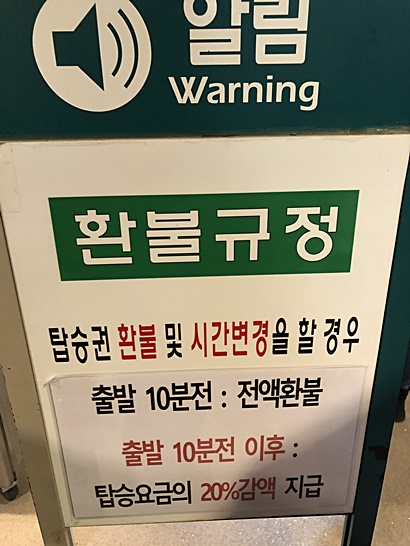 알림
Warning
환불규정
탑승권 환불 및 시간변경을 할 경우
출발 10분전 : 전액환불
출발 10분전 이후 :
탑승요금의 20%감액 지급